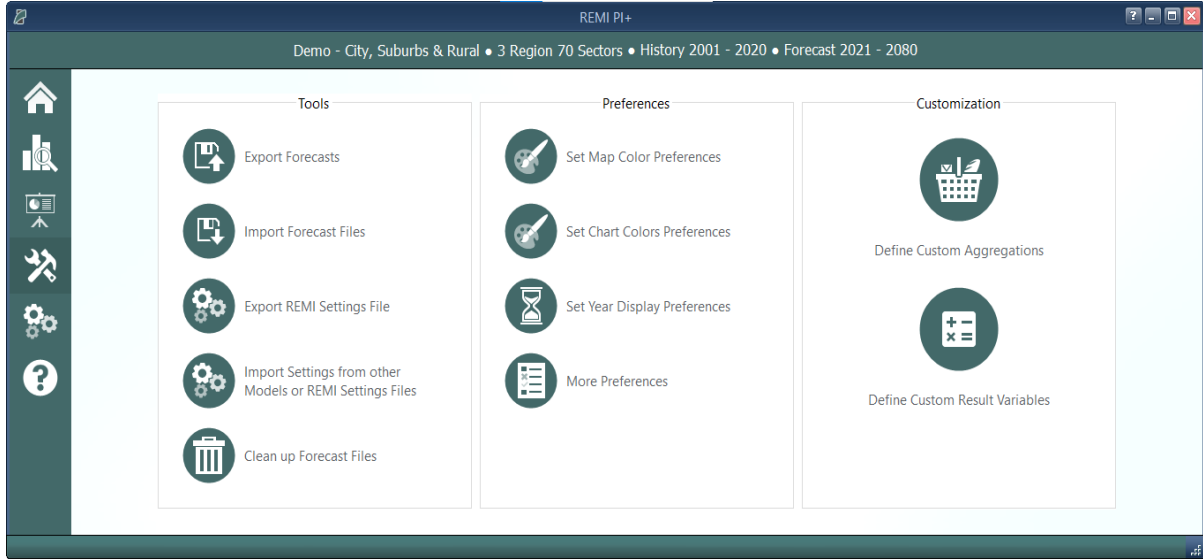 REMI PI+
Demo - City, Suburbs & Rural ● 3 Region 70 Sectors ● History 2001 - 2020 ● Forecast 2021 - 2080
Tools
Export Forecasts
Import Forecast Files
Export REMI Settings File
Import Settings from other
Models or REMI Settings Files
Clean up Forecast Files
Preferences
Set Map Color Preferences
Set Chart Colors Preferences
Set Year Display Preferences
More Preferences
Customization
Define Custom Aggregations
Define Custom Result Variables